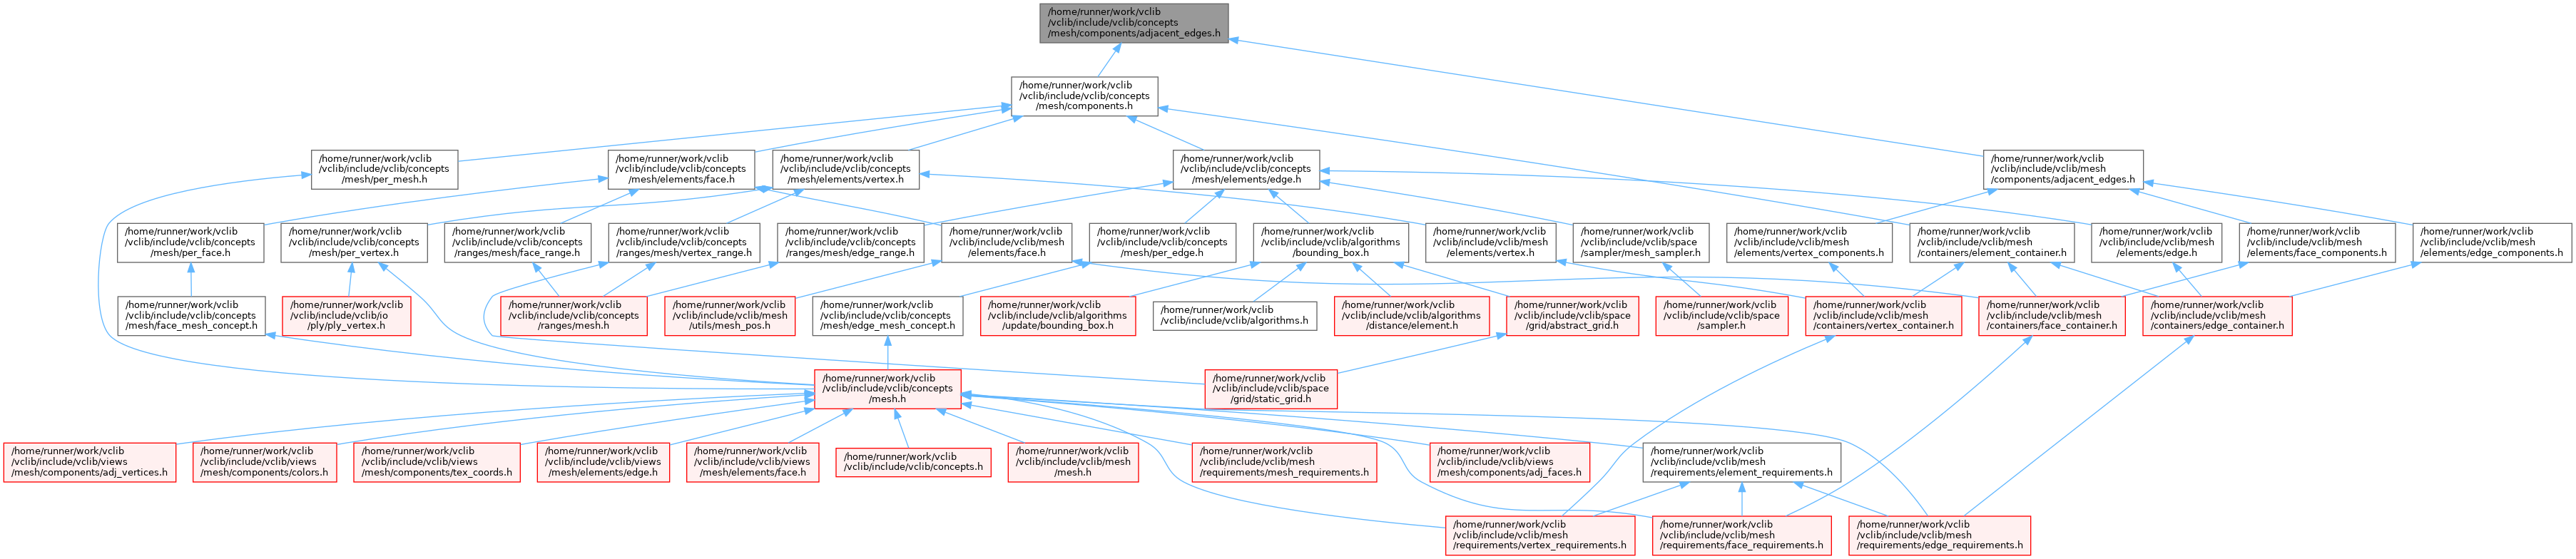 /home/runner/work/vclib
/vclib/include/vclib/concepts
/mesh/components/adjacent_edges.h
/home/runner/work/vclib
/vclib/include/vclib/concepts
/mesh/components.h
/home/runner/work/vclib
/vclib/include/vclib/concepts
/mesh/per_mesh.h
/home/runner/work/vclib
/vclib/include/vclib/concepts
/mesh/elements/face.h
/home/runner/work/vclib
/vclib/include/vclib/concepts
/mesh/elements/vertex.h
/home/runner/work/vclib
/vclib/include/vclib/concepts
/mesh/elements/edge.h
/home/runner/work/vclib
/vclib/include/vclib/mesh
/components/adjacent_edges.h
/home/runner/work/vclib
/vclib/include/vclib/concepts
/mesh/per_face.h
/home/runner/work/vclib
/vclib/include/vclib/concepts
/mesh/per_vertex.h
/home/runner/work/vclib
/vclib/include/vclib/concepts
/ranges/mesh/face_range.h
/home/runner/work/vclib
/vclib/include/vclib/concepts
/ranges/mesh/vertex_range.h
/home/runner/work/vclib
/vclib/include/vclib/concepts
/ranges/mesh/edge_range.h
/home/runner/work/vclib
/vclib/include/vclib/mesh
/elements/face.h
/home/runner/work/vclib
/vclib/include/vclib/concepts
/mesh/per_edge.h
/home/runner/work/vclib
/vclib/include/vclib/algorithms
/bounding_box.h
/home/runner/work/vclib
/vclib/include/vclib/mesh
/elements/vertex.h
/home/runner/work/vclib
/vclib/include/vclib/space
/sampler/mesh_sampler.h
/home/runner/work/vclib
/vclib/include/vclib/mesh
/elements/vertex_components.h
/home/runner/work/vclib
/vclib/include/vclib/mesh
/containers/element_container.h
/home/runner/work/vclib
/vclib/include/vclib/mesh
/elements/edge.h
/home/runner/work/vclib
/vclib/include/vclib/mesh
/elements/face_components.h
/home/runner/work/vclib
/vclib/include/vclib/mesh
/elements/edge_components.h
/home/runner/work/vclib
/vclib/include/vclib/concepts
/mesh/face_mesh_concept.h
/home/runner/work/vclib
/vclib/include/vclib/io
/ply/ply_vertex.h
/home/runner/work/vclib
/vclib/include/vclib/concepts
/ranges/mesh.h
/home/runner/work/vclib
/vclib/include/vclib/mesh
/utils/mesh_pos.h
/home/runner/work/vclib
/vclib/include/vclib/concepts
/mesh/edge_mesh_concept.h
/home/runner/work/vclib
/vclib/include/vclib/algorithms
/update/bounding_box.h
/home/runner/work/vclib
/vclib/include/vclib/algorithms.h
/home/runner/work/vclib
/vclib/include/vclib/algorithms
/distance/element.h
/home/runner/work/vclib
/vclib/include/vclib/space
/grid/abstract_grid.h
/home/runner/work/vclib
/vclib/include/vclib/space
/sampler.h
/home/runner/work/vclib
/vclib/include/vclib/mesh
/containers/vertex_container.h
/home/runner/work/vclib
/vclib/include/vclib/mesh
/containers/face_container.h
/home/runner/work/vclib
/vclib/include/vclib/mesh
/containers/edge_container.h
/home/runner/work/vclib
/vclib/include/vclib/concepts
/mesh.h
/home/runner/work/vclib
/vclib/include/vclib/space
/grid/static_grid.h
/home/runner/work/vclib
/vclib/include/vclib/views
/mesh/components/adj_vertices.h
/home/runner/work/vclib
/vclib/include/vclib/views
/mesh/components/colors.h
/home/runner/work/vclib
/vclib/include/vclib/views
/mesh/components/tex_coords.h
/home/runner/work/vclib
/vclib/include/vclib/views
/mesh/elements/edge.h
/home/runner/work/vclib
/vclib/include/vclib/views
/mesh/elements/face.h
/home/runner/work/vclib
/vclib/include/vclib/concepts.h
/home/runner/work/vclib
/vclib/include/vclib/mesh
/mesh.h
/home/runner/work/vclib
/vclib/include/vclib/mesh
/requirements/mesh_requirements.h
/home/runner/work/vclib
/vclib/include/vclib/views
/mesh/components/adj_faces.h
/home/runner/work/vclib
/vclib/include/vclib/mesh
/requirements/element_requirements.h
/home/runner/work/vclib
/vclib/include/vclib/mesh
/requirements/vertex_requirements.h
/home/runner/work/vclib
/vclib/include/vclib/mesh
/requirements/face_requirements.h
/home/runner/work/vclib
/vclib/include/vclib/mesh
/requirements/edge_requirements.h